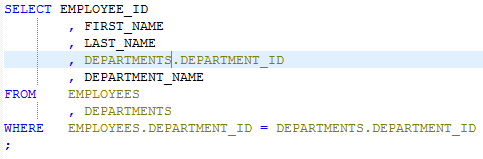 SELECT EMPLOYEE_ID
, FIRST_NAME
, LAST_NAME
, DEPARTMENTS.DEPARTMENT_ID
, DEPARTMENT_NAME
FROM EMPLOYEES
, DEPARTMENTS
WHERE EMPLOYEES.DEPARTMENT_ID = DEPARTMENTS.DEPARTMENT_ID
;